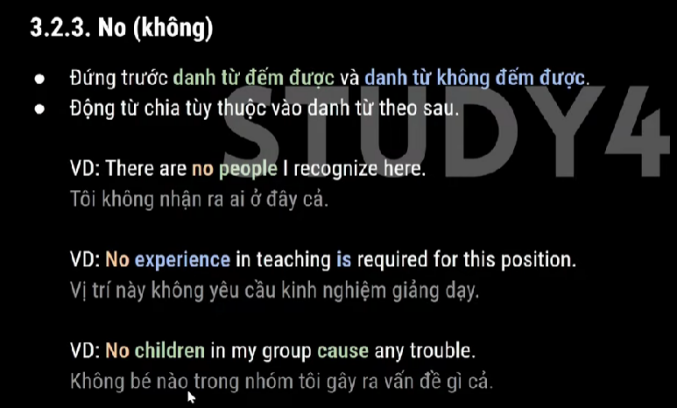 3.2.3. No (không)
● Đứng trước danh từ đếm được và danh từ không đếm được.
● Động từ chia tùy thuộc vào danh từ theo sau.
STUDY4
VD: There are no people I recognize here.
Tôi không nhận ra ai ở đây cả.
VD: No experience in teaching is required for this position.
Vị trí này không yêu cầu kinh nghiệm giảng dạy.
VD: No children in my group cause any trouble.
Không bé nào trong nhóm tôi gây ra vấn đề gì cả.